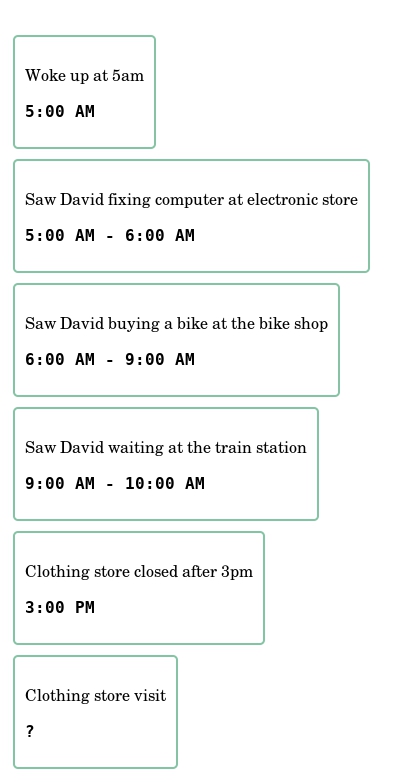 Woke up at 5am
5:00 AM
Saw David fixing computer at electronic store
5:00 AM - 6:00 AM
Saw David buying a bike at the bike shop
6:00 AM - 9:00 AM
Saw David waiting at the train station
9:00 AM - 10:00 AM
Clothing store closed after 3pm
3:00 PM
Clothing store visit
?